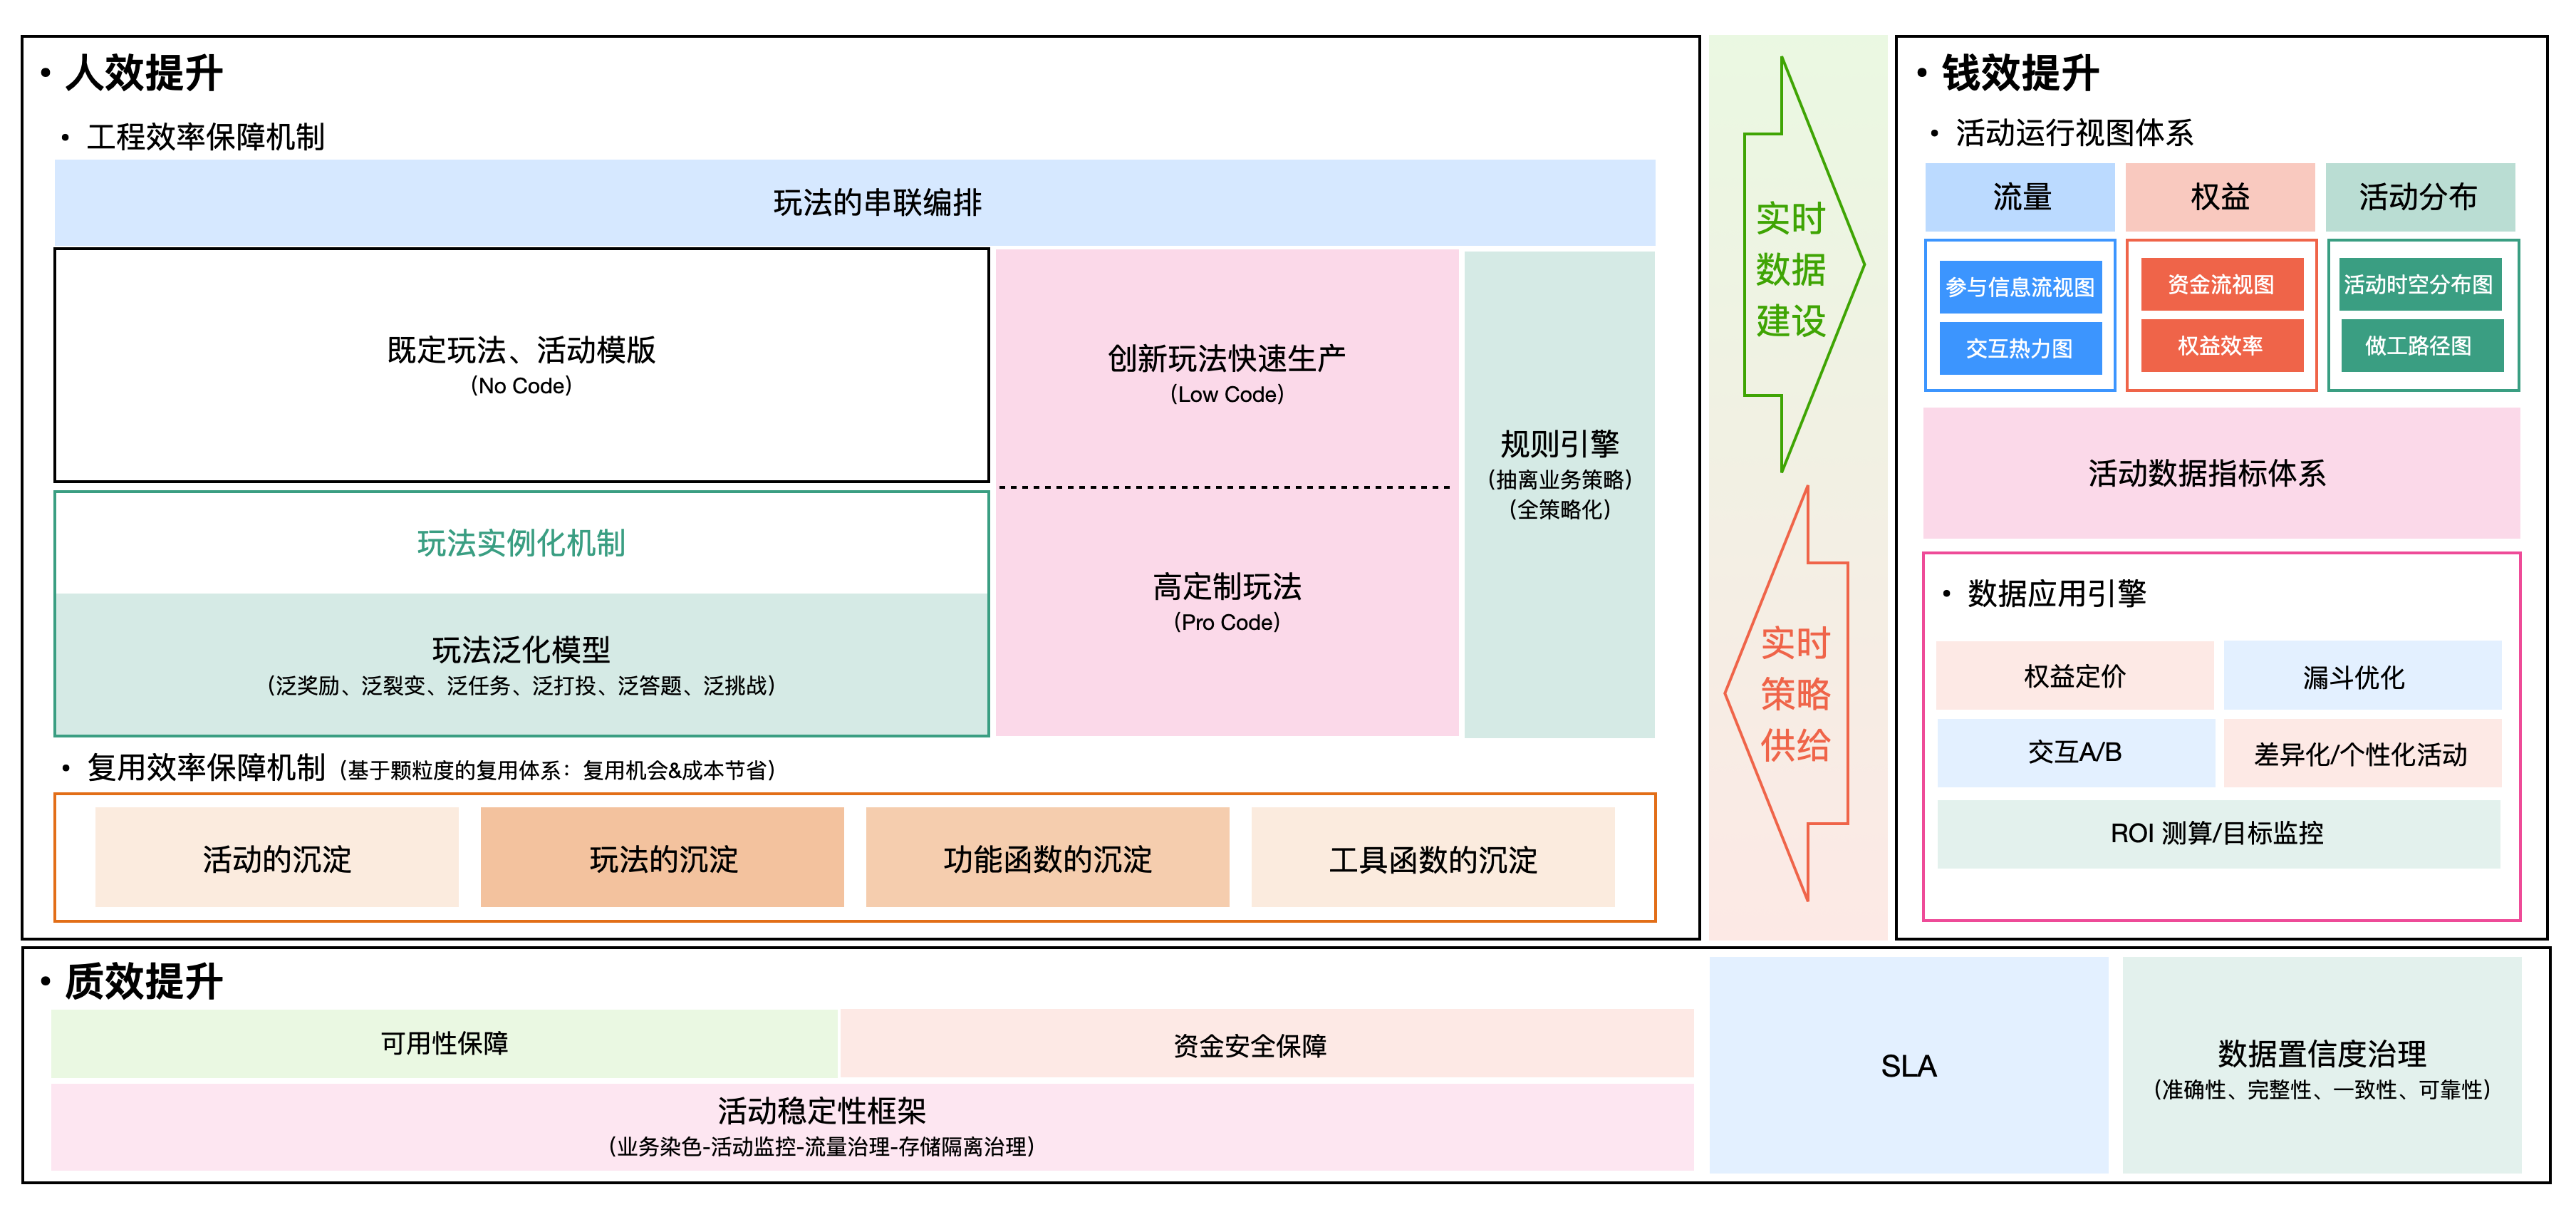 • 人效提升
• 工程效率保障机制
玩法的串联编排
既定玩法、活动模版
(No Code)
创新玩法快速生产
(Low Code)
规则引擎
(抽离业务策略)
(全策略化)
玩法实例化机制
玩法泛化模型
(泛奖励、泛裂变、泛任务、泛打投、泛答题、泛挑战)
高定制玩法
(Pro Code)
• 复用效率保障机制 (基于颗粒度的复用体系：复用机会&成本节省)
活动的沉淀
玩法的沉淀
功能函数的沉淀
工具函数的沉淀
实时
数据
建设
实时
策略
供给
• 钱效提升
• 活动运行视图体系
流量
权益
活动分布
参与信息流视图
资金流视图
活动时空分布图
交互热力图
权益效率
做工路径图
活动数据指标体系
• 数据应用引擎
权益定价
漏斗优化
交互A/B
差异化/个性化活动
ROI 测算/目标监控
• 质效提升
可用性保障
资金安全保障
活动稳定性框架
(业务染色-活动监控-流量治理-存储隔离治理)
SLA
数据置信度治理
(准确性、完整性、一致性、可靠性)